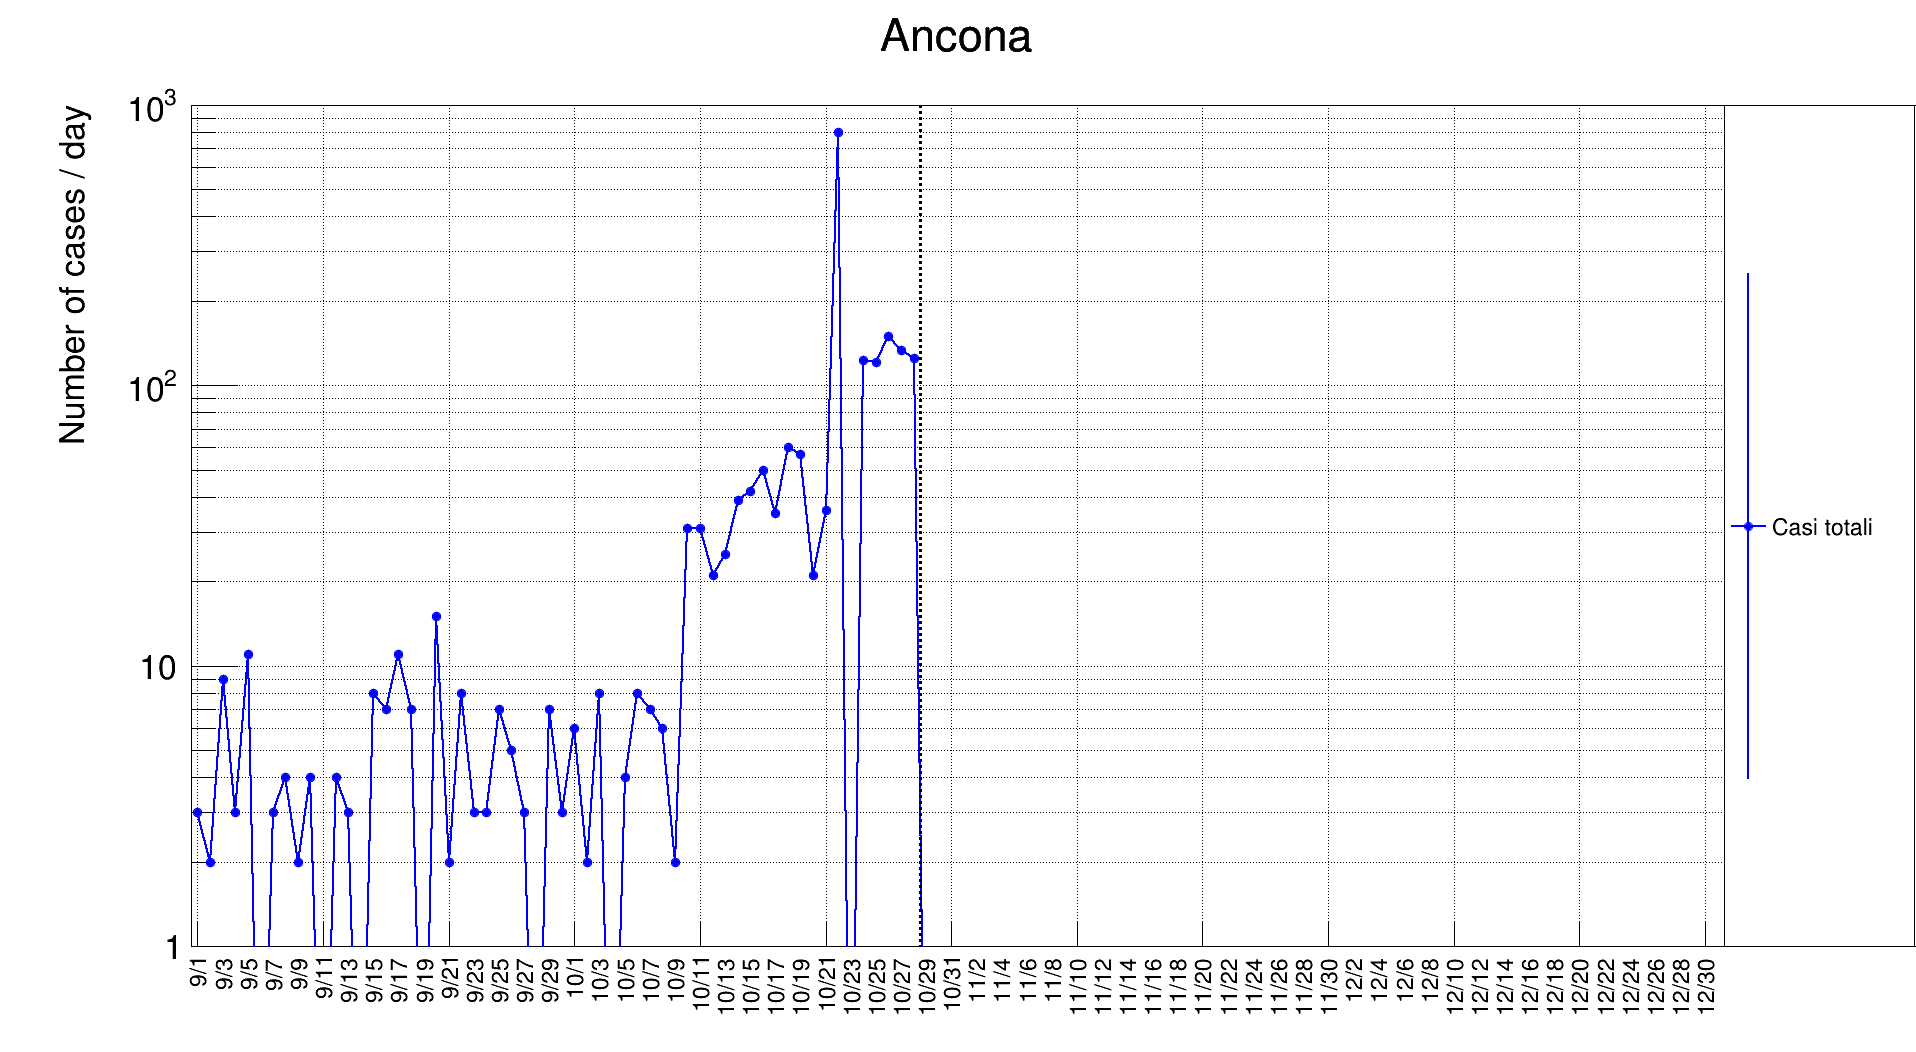 Ancona
Number of cases / day
10³
10²
10
1
9/1 9/3 9/5 9/7 9/9 9/11 9/13 9/15 9/17 9/19 9/21 9/23 9/25 9/27 9/29 10/1 10/3 10/5 10/7 10/9 10/11 10/13 10/15 10/17 10/19 10/21 10/23 10/25 10/27 10/29 10/31 11/2 11/4 11/6 11/8 11/10 11/12 11/14 11/16 11/18 11/20 11/22 11/24 11/26 11/28 11/30 12/2 12/4 12/6 12/8 12/10 12/12 12/14 12/16 12/18 12/20 12/22 12/24 12/26 12/28 12/30
Casi totali